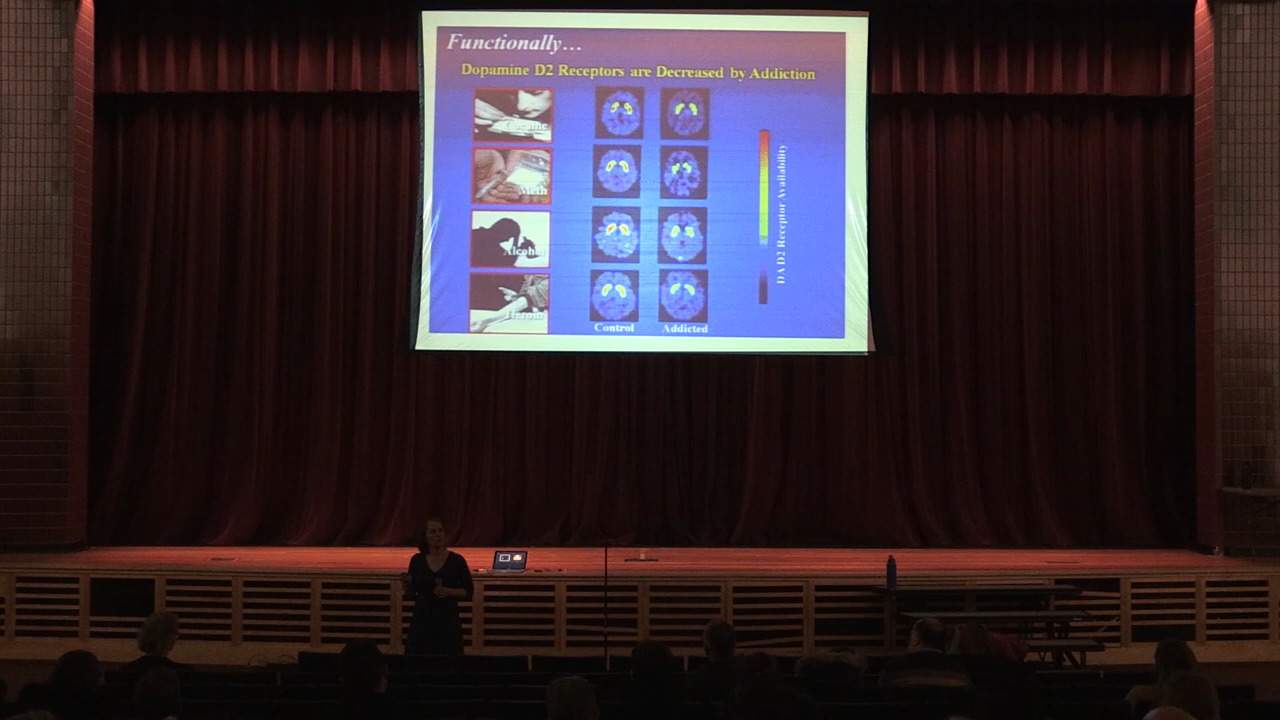 Functionally...
Dopamine D2 Receptors are Decreased by Addiction
Cocaine
Meth
Alcohol
Heroin
Control Addicted
DA D2 Receptor Availability